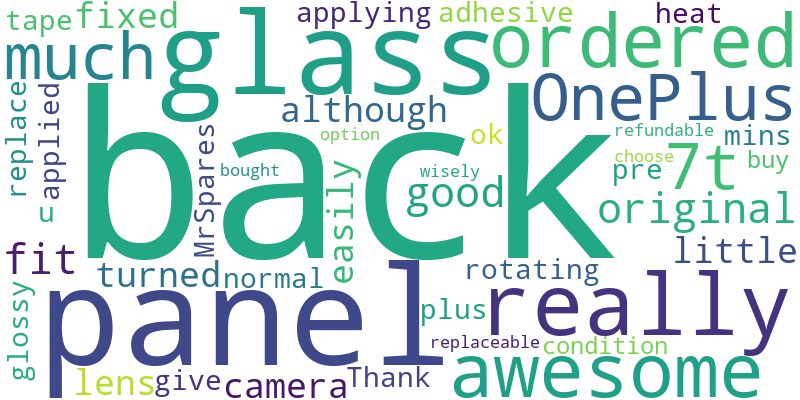 tape fixed applying adhesive heat
much glass ordered
replace applied although OnePlus
option ok refundable mins
back
MrSpares bought easily wisely good pre choose 7t buy
u original
fit turned normal rotating little
glossy panel plus really
replaceable condition
lens give camera Thank awesome